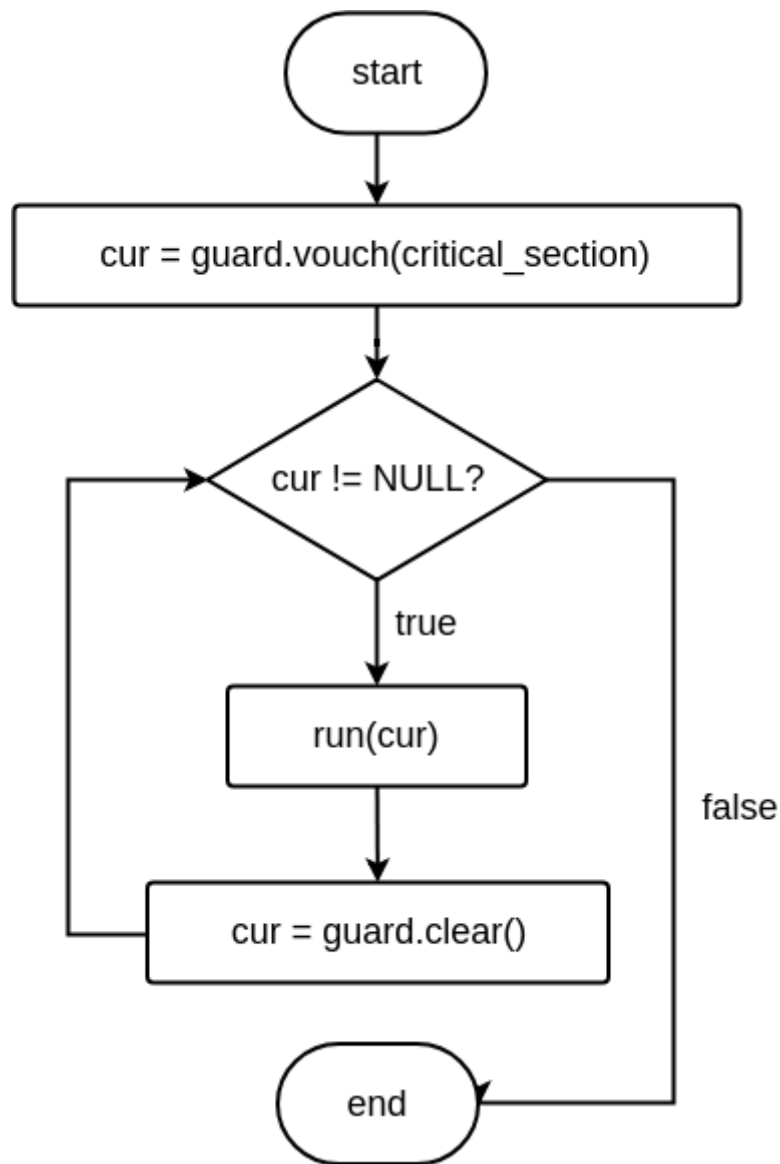 start
cur = guard.vouch(critical_section)
cur != NULL?
true
run(cur)
false
cur = guard.clear()
end